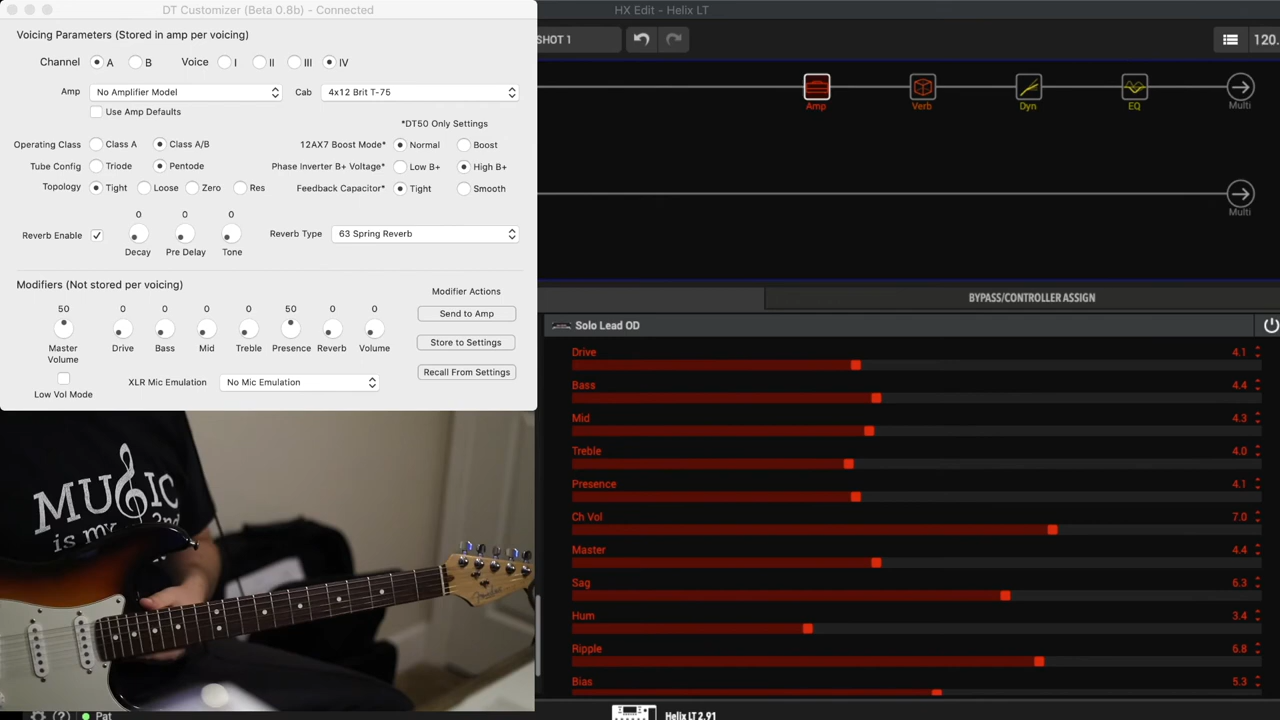 DT Customizer (Beta 0.8b) - Connected
HX Edit - Helix LT
Voicing Parameters (Stored in amp per voicing)
SHOT 1
120.
Channel A B Voice I II III IV
Amp No Amplifier Model Cab 4x12 Brit T-75
Use Amp Defaults
*DT50 Only Settings
Operating Class Class A Class A/B 12AX7 Boost Mode* Normal Boost
Tube Config Triode Pentode Phase Inverter B+ Voltage* Low B+ High B+
Topology Tight Loose Zero Res Feedback Capacitor* Tight Smooth
0 0 0
Reverb Enable Reverb Type 63 Spring Reverb
Decay Pre Delay Tone
Modifiers (Not stored per voicing)
Modifier Actions
50 0 0 0 0 50 0 0
Send to Amp
Master Volume Drive Bass Mid Treble Presence Reverb Volume
Store to Settings
Recall From Settings
Low Vol Mode
XLR Mic Emulation No Mic Emulation
Amp Verb Dyn EQ Multi
Multi
BYPASS/CONTROLLER ASSIGN
Solo Lead OD
Drive 4.1
Bass 4.4
Mid 4.3
Treble 4.0
Presence 4.1
Ch Vol 7.0
Master 4.4
Sag 6.3
Hum 3.4
Ripple 6.8
Bias 5.3
MUSIC
is my 2nd
Fender
Pat
Helix LT 2.91